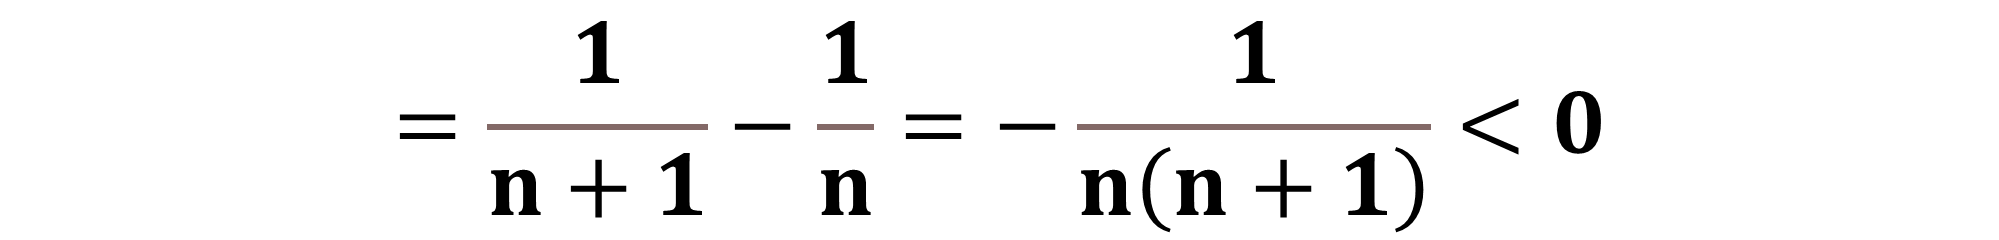 = 1/(n + 1) − 1/n = − 1/(n(n + 1)) < 0